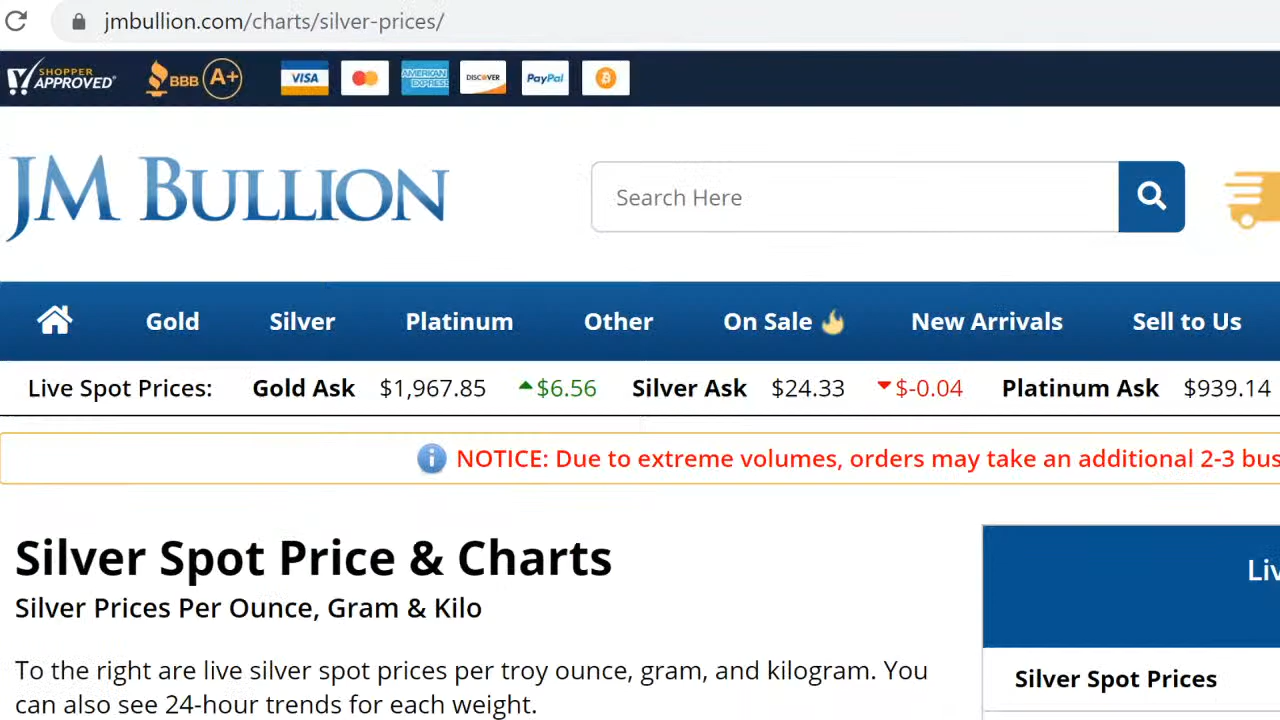 jmbullion.com/charts/silver-prices/
SHOPPER APPROVED® BBB A+ VISA AMERICAN EXPRESS DISCOVER PayPal
JM BULLION
Search Here
Gold Silver Platinum Other On Sale New Arrivals Sell to Us
Live Spot Prices: Gold Ask $1,967.85 $6.56 Silver Ask $24.33 $-0.04 Platinum Ask $939.14
NOTICE: Due to extreme volumes, orders may take an additional 2-3 bus
Silver Spot Price & Charts
Liv
Silver Prices Per Ounce, Gram & Kilo
To the right are live silver spot prices per troy ounce, gram, and kilogram. You
can also see 24-hour trends for each weight.
Silver Spot Prices